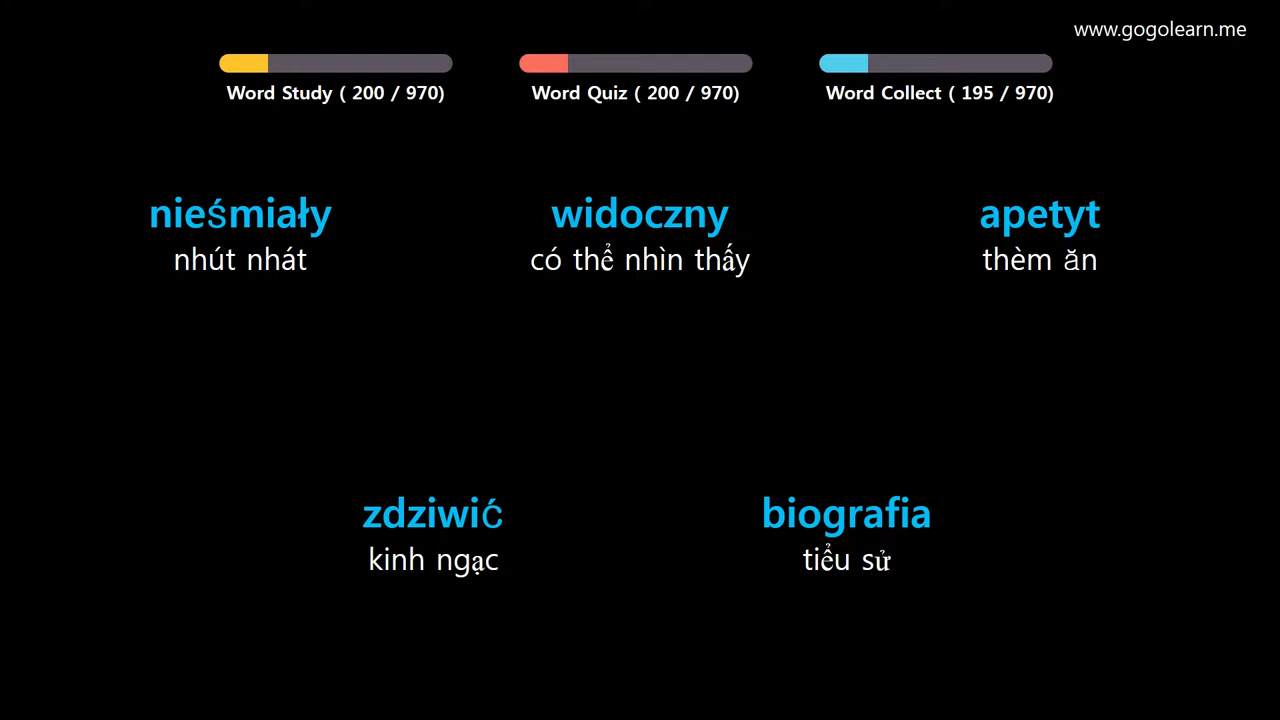 www.gogolearn.me
Word Study ( 200 / 970)
Word Quiz ( 200 / 970)
Word Collect ( 195 / 970)
nieśmiały
nhút nhát
widoczny
có thể nhìn thấy
apetyt
thèm ăn
zdziwić
kinh ngạc
biografia
tiểu sử